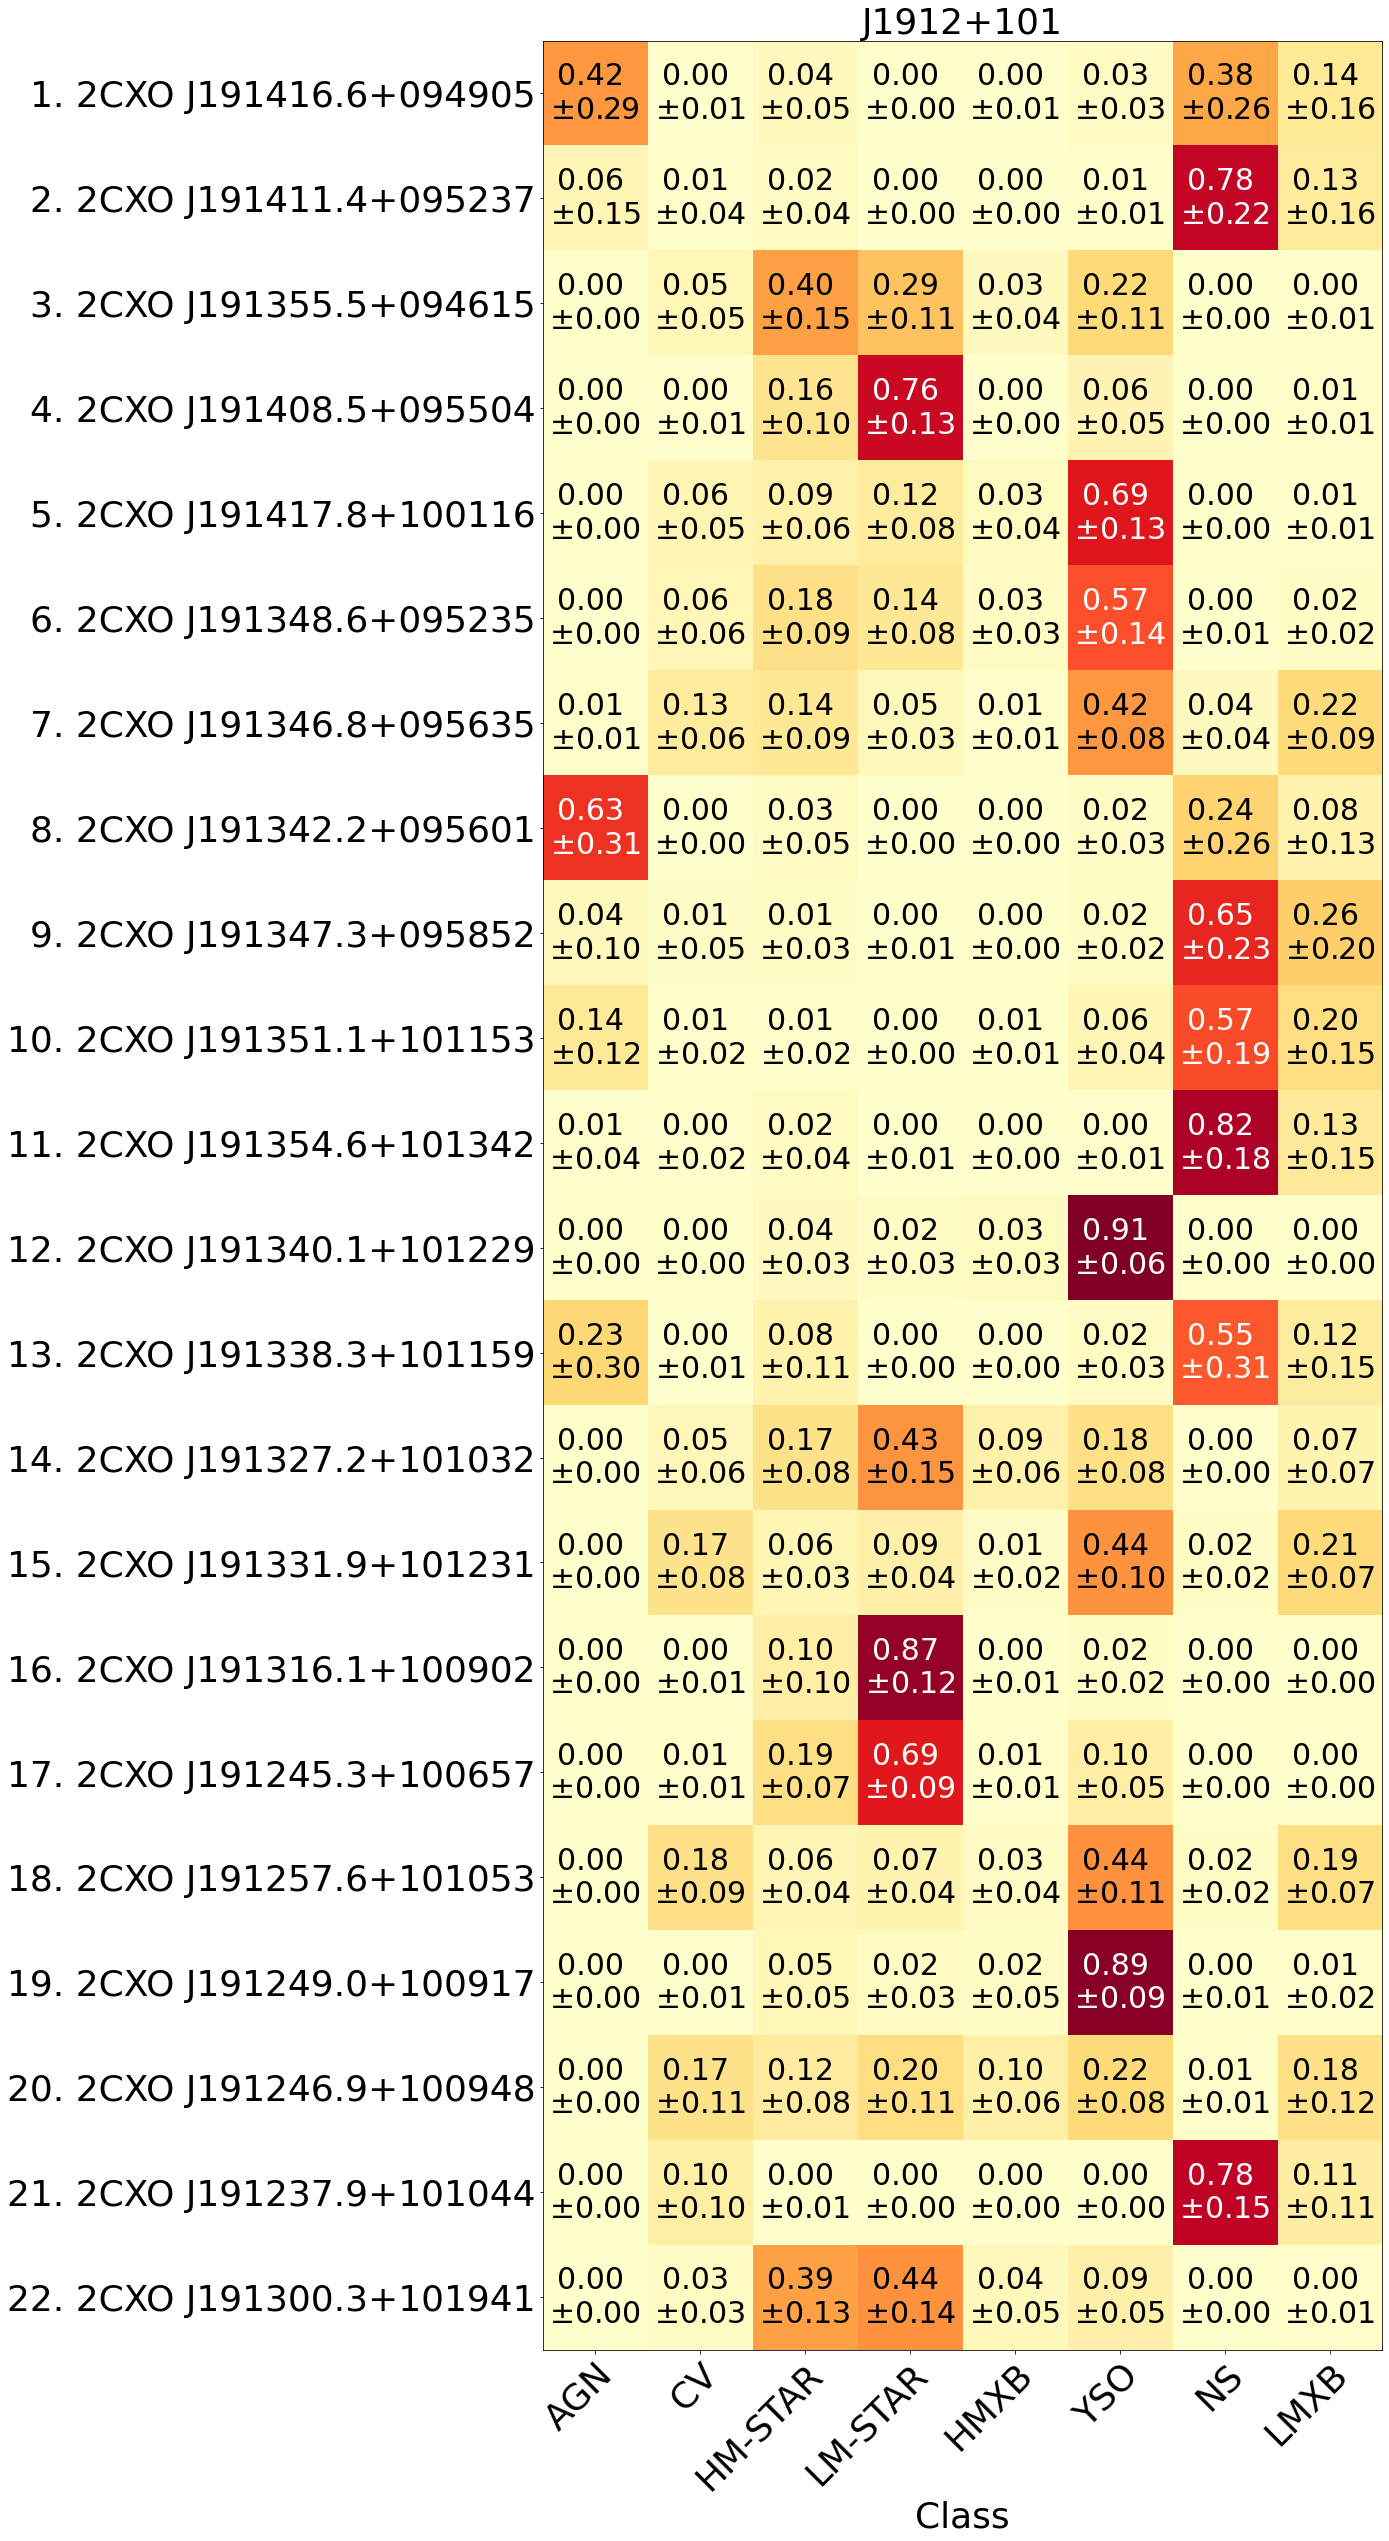 J1912+101
1. 2CXO J191416.6+094905 0.42 0.00 0.04 0.00 0.00 0.03 0.38 0.14
±0.29 ±0.01 ±0.05 ±0.00 ±0.01 ±0.03 ±0.26 ±0.16
2. 2CXO J191411.4+095237 0.06 0.01 0.02 0.00 0.00 0.01 0.78 0.13
±0.15 ±0.04 ±0.04 ±0.00 ±0.00 ±0.01 ±0.22 ±0.16
3. 2CXO J191355.5+094615 0.00 0.05 0.40 0.29 0.03 0.22 0.00 0.00
±0.00 ±0.05 ±0.15 ±0.11 ±0.04 ±0.11 ±0.00 ±0.01
4. 2CXO J191408.5+095504 0.00 0.00 0.16 0.76 0.00 0.06 0.00 0.01
±0.00 ±0.01 ±0.10 ±0.13 ±0.00 ±0.05 ±0.00 ±0.01
5. 2CXO J191417.8+100116 0.00 0.06 0.09 0.12 0.03 0.69 0.00 0.01
±0.00 ±0.05 ±0.06 ±0.08 ±0.04 ±0.13 ±0.00 ±0.01
6. 2CXO J191348.6+095235 0.00 0.06 0.18 0.14 0.03 0.57 0.00 0.02
±0.00 ±0.06 ±0.09 ±0.08 ±0.03 ±0.14 ±0.01 ±0.02
7. 2CXO J191346.8+095635 0.01 0.13 0.14 0.05 0.01 0.42 0.04 0.22
±0.01 ±0.06 ±0.09 ±0.03 ±0.01 ±0.08 ±0.04 ±0.09
8. 2CXO J191342.2+095601 0.63 0.00 0.03 0.00 0.00 0.02 0.24 0.08
±0.31 ±0.00 ±0.05 ±0.00 ±0.00 ±0.03 ±0.26 ±0.13
9. 2CXO J191347.3+095852 0.04 0.01 0.01 0.00 0.00 0.02 0.65 0.26
±0.10 ±0.05 ±0.03 ±0.01 ±0.00 ±0.02 ±0.23 ±0.20
10. 2CXO J191351.1+101153 0.14 0.01 0.01 0.00 0.01 0.06 0.57 0.20
±0.12 ±0.02 ±0.02 ±0.00 ±0.01 ±0.04 ±0.19 ±0.15
11. 2CXO J191354.6+101342 0.01 0.00 0.02 0.00 0.00 0.00 0.82 0.13
±0.04 ±0.02 ±0.04 ±0.01 ±0.00 ±0.01 ±0.18 ±0.15
12. 2CXO J191340.1+101229 0.00 0.00 0.04 0.02 0.03 0.91 0.00 0.00
±0.00 ±0.00 ±0.03 ±0.03 ±0.03 ±0.06 ±0.00 ±0.00
13. 2CXO J191338.3+101159 0.23 0.00 0.08 0.00 0.00 0.02 0.55 0.12
±0.30 ±0.01 ±0.11 ±0.00 ±0.00 ±0.03 ±0.31 ±0.15
14. 2CXO J191327.2+101032 0.00 0.05 0.17 0.43 0.09 0.18 0.00 0.07
±0.00 ±0.06 ±0.08 ±0.15 ±0.06 ±0.08 ±0.00 ±0.07
15. 2CXO J191331.9+101231 0.00 0.17 0.06 0.09 0.01 0.44 0.02 0.21
±0.00 ±0.08 ±0.03 ±0.04 ±0.02 ±0.10 ±0.02 ±0.07
16. 2CXO J191316.1+100902 0.00 0.00 0.10 0.87 0.00 0.02 0.00 0.00
±0.00 ±0.01 ±0.10 ±0.12 ±0.01 ±0.02 ±0.00 ±0.00
17. 2CXO J191245.3+100657 0.00 0.01 0.19 0.69 0.01 0.10 0.00 0.00
±0.00 ±0.01 ±0.07 ±0.09 ±0.01 ±0.05 ±0.00 ±0.00
18. 2CXO J191257.6+101053 0.00 0.18 0.06 0.07 0.03 0.44 0.02 0.19
±0.00 ±0.09 ±0.04 ±0.04 ±0.04 ±0.11 ±0.02 ±0.07
19. 2CXO J191249.0+100917 0.00 0.00 0.05 0.02 0.02 0.89 0.00 0.01
±0.00 ±0.01 ±0.05 ±0.03 ±0.05 ±0.09 ±0.01 ±0.02
20. 2CXO J191246.9+100948 0.00 0.17 0.12 0.20 0.10 0.22 0.01 0.18
±0.00 ±0.11 ±0.08 ±0.11 ±0.06 ±0.08 ±0.01 ±0.12
21. 2CXO J191237.9+101044 0.00 0.10 0.00 0.00 0.00 0.00 0.78 0.11
±0.00 ±0.10 ±0.01 ±0.00 ±0.00 ±0.00 ±0.15 ±0.11
22. 2CXO J191300.3+101941 0.00 0.03 0.39 0.44 0.04 0.09 0.00 0.00
±0.00 ±0.03 ±0.13 ±0.14 ±0.05 ±0.05 ±0.00 ±0.01
AGN CV HM-STAR LM-STAR HMXB YSO NS LMXB
Class